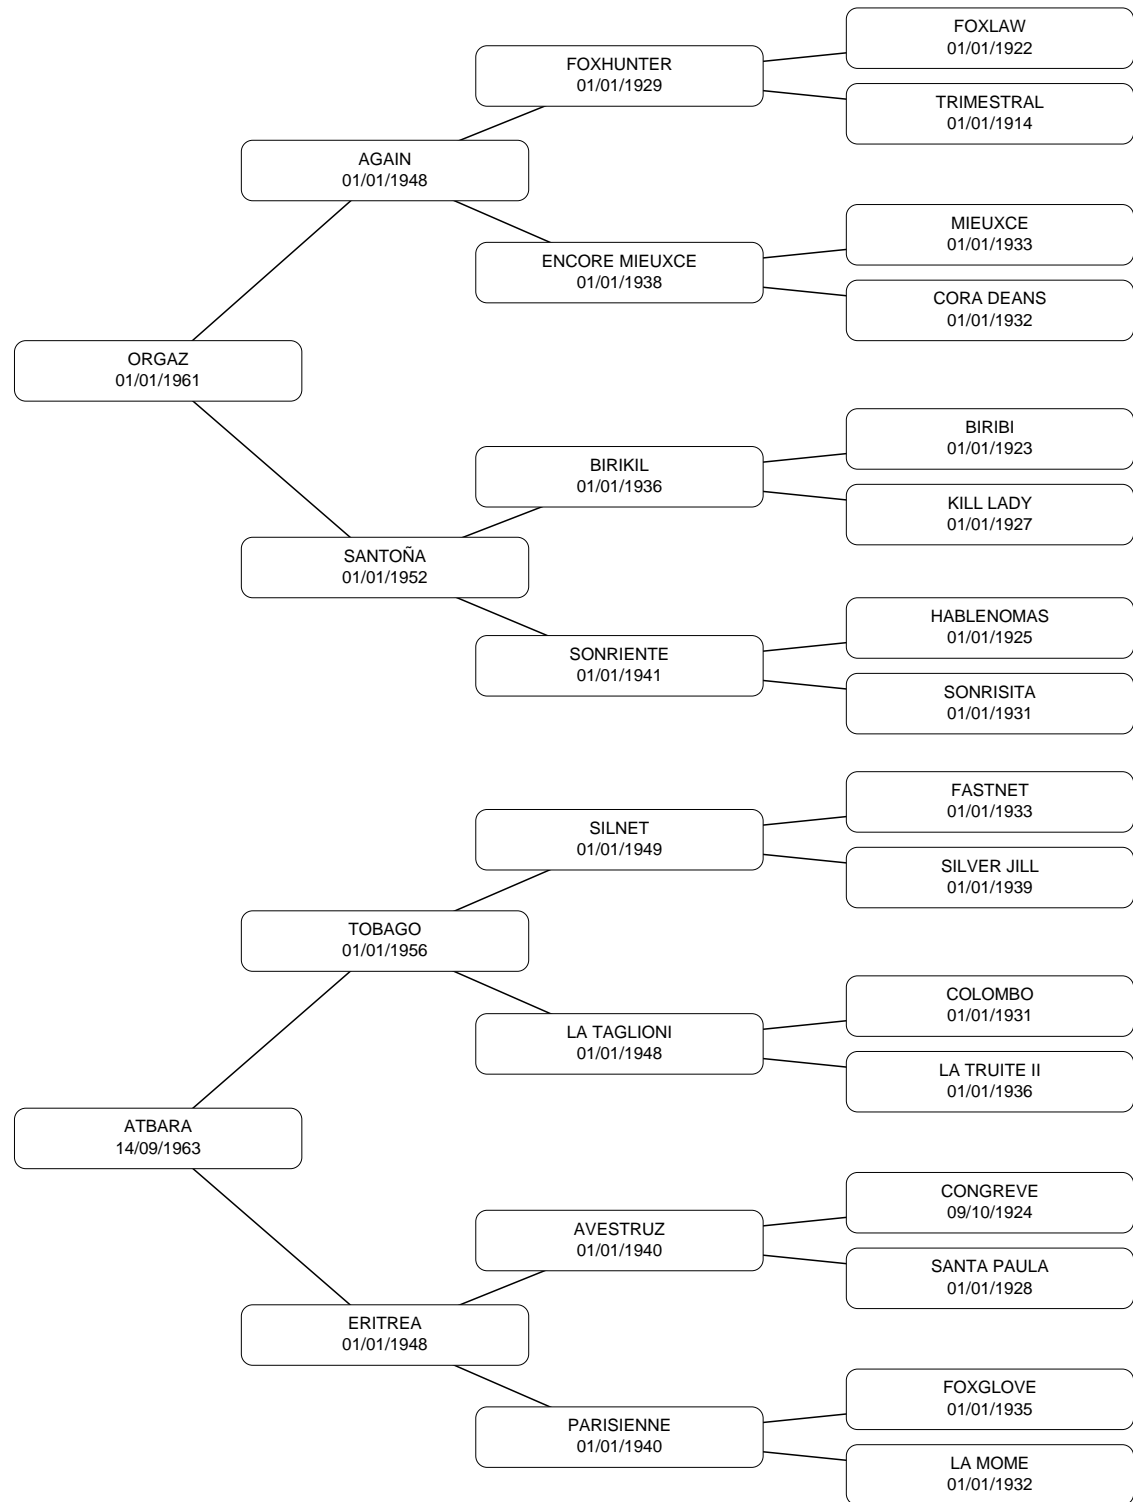 FOXLAW
01/01/1922
FOXHUNTER
01/01/1929
TRIMESTRAL
01/01/1914
AGAIN
01/01/1948
MIEUXCE
01/01/1933
ENCORE MIEUXCE
01/01/1938
CORA DEANS
01/01/1932
ORGAZ
01/01/1961
BIRIBI
01/01/1923
BIRIKIL
01/01/1936
KILL LADY
01/01/1927
SANTOÑA
01/01/1952
HABLENOMAS
01/01/1925
SONRIENTE
01/01/1941
SONRISITA
01/01/1931
FASTNET
01/01/1933
SILNET
01/01/1949
SILVER JILL
01/01/1939
TOBAGO
01/01/1956
COLOMBO
01/01/1931
LA TAGLIONI
01/01/1948
LA TRUITE II
01/01/1936
ATBARA
14/09/1963
CONGREVE
09/10/1924
AVESTRUZ
01/01/1940
SANTA PAULA
01/01/1928
ERITREA
01/01/1948
FOXGLOVE
01/01/1935
PARISIENNE
01/01/1940
LA MOME
01/01/1932